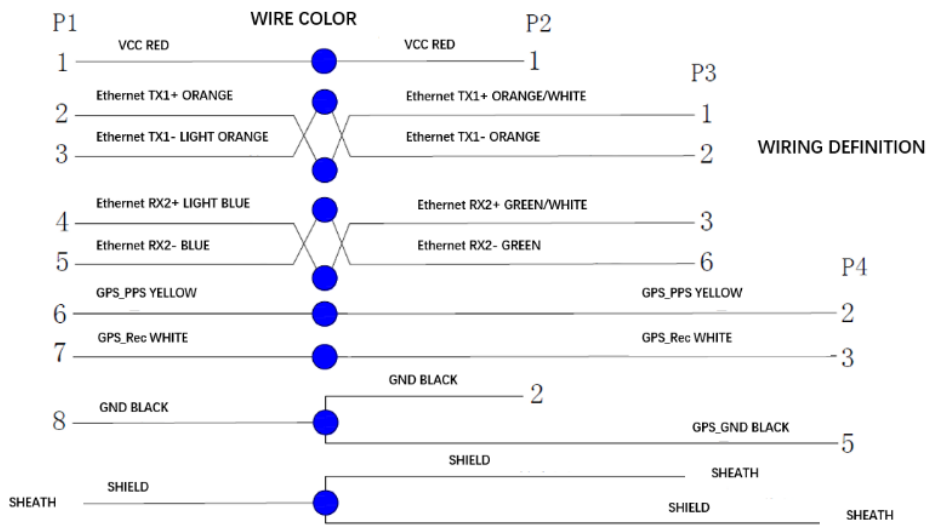 P1 WIRE COLOR P2
1 VCC RED VCC RED 1
P3
2 Ethernet TX1+ ORANGE Ethernet TX1+ ORANGE/WHITE 1
3 Ethernet TX1- LIGHT ORANGE Ethernet TX1- ORANGE 2
WIRING DEFINITION
4 Ethernet RX2+ LIGHT BLUE Ethernet RX2+ GREEN/WHITE 3
5 Ethernet RX2- BLUE Ethernet RX2- GREEN 6
P4
6 GPS_PPS YELLOW GPS_PPS YELLOW 2
7 GPS_Rec WHITE GPS_Rec WHITE 3
GND BLACK 2
8 GND BLACK
GPS_GND BLACK 5
SHIELD SHEATH
SHEATH SHIELD
SHIELD SHEATH